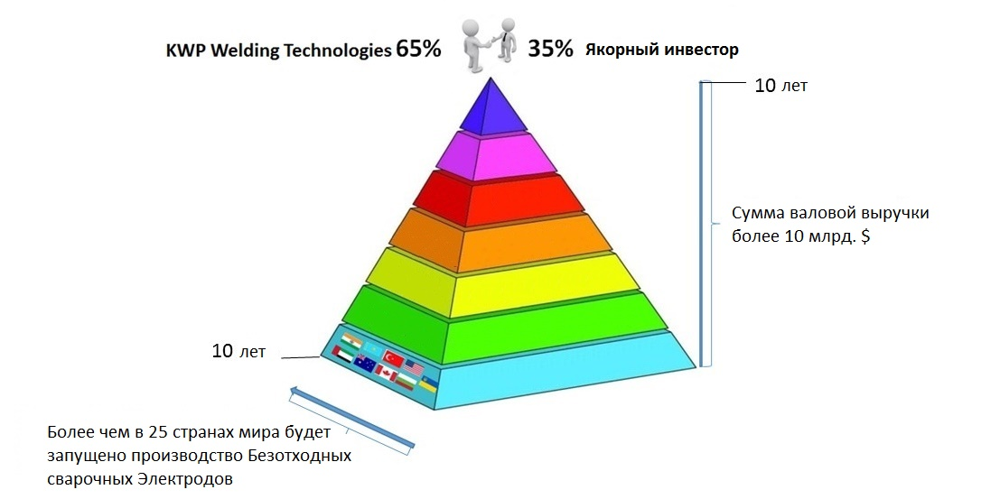 KWP Welding Technologies 65% 35% Якорный инвестор
10 лет
Сумма валовой выручки
более 10 млрд. $
10 лет
Более чем в 25 странах мира будет
запущено производство Безотходных
сварочных Электродов